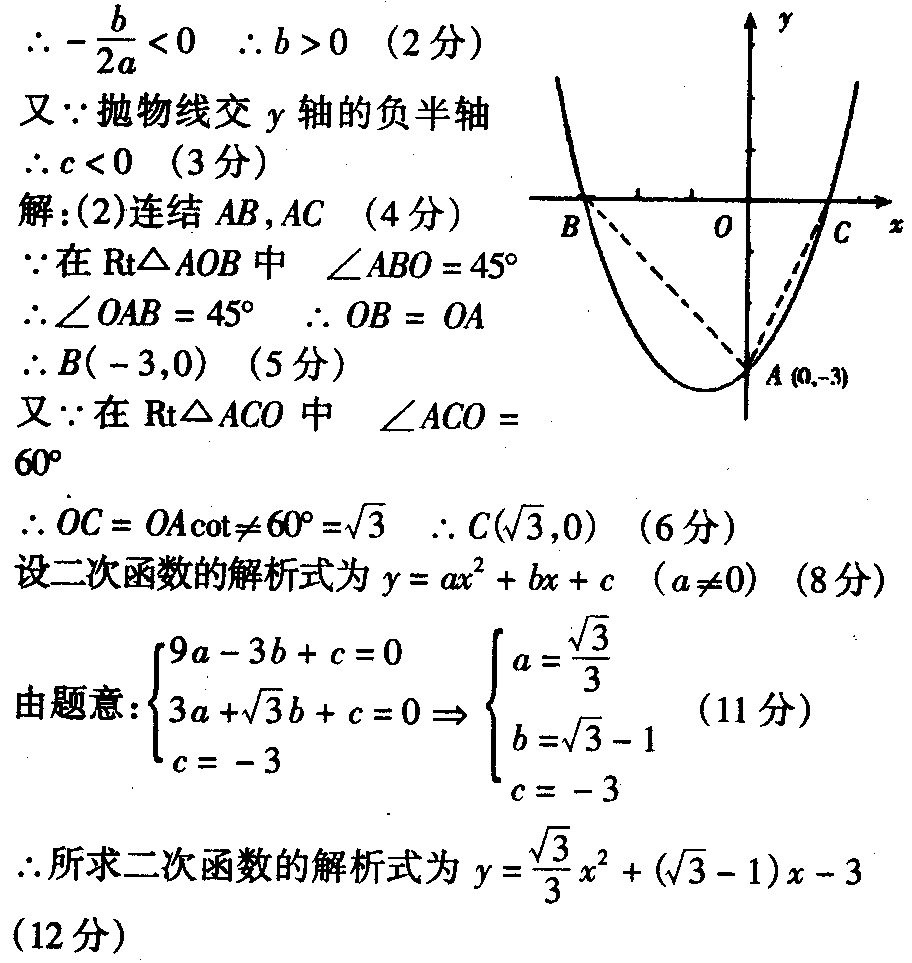 ∴ -b/2a < 0 ∴ b > 0 (2分)
又∵抛物线交 y 轴的负半轴
∴ c < 0 (3分)
解:(2)连结 AB,AC (4分)
∵在 Rt△AOB 中 ∠ABO = 45°
∴∠OAB = 45° ∴ OB = OA
∴ B( - 3,0) (5分)
又∵在 Rt△ACO 中 ∠ACO =
60°
∴ OC = OAcot≠60° = √3 ∴ C(√3,0) (6分)
设二次函数的解析式为 y = ax² + bx + c (a≠0) (8分)
由题意:{9a - 3b + c = 0
3a + √3b + c = 0
c = - 3
⇒ {a = √3/3
b = √3 - 1
c = - 3
(11分)
∴所求二次函数的解析式为 y = √3/3 x² + (√3 - 1)x - 3
(12分)
y
B
O
C
x
A (0,-3)